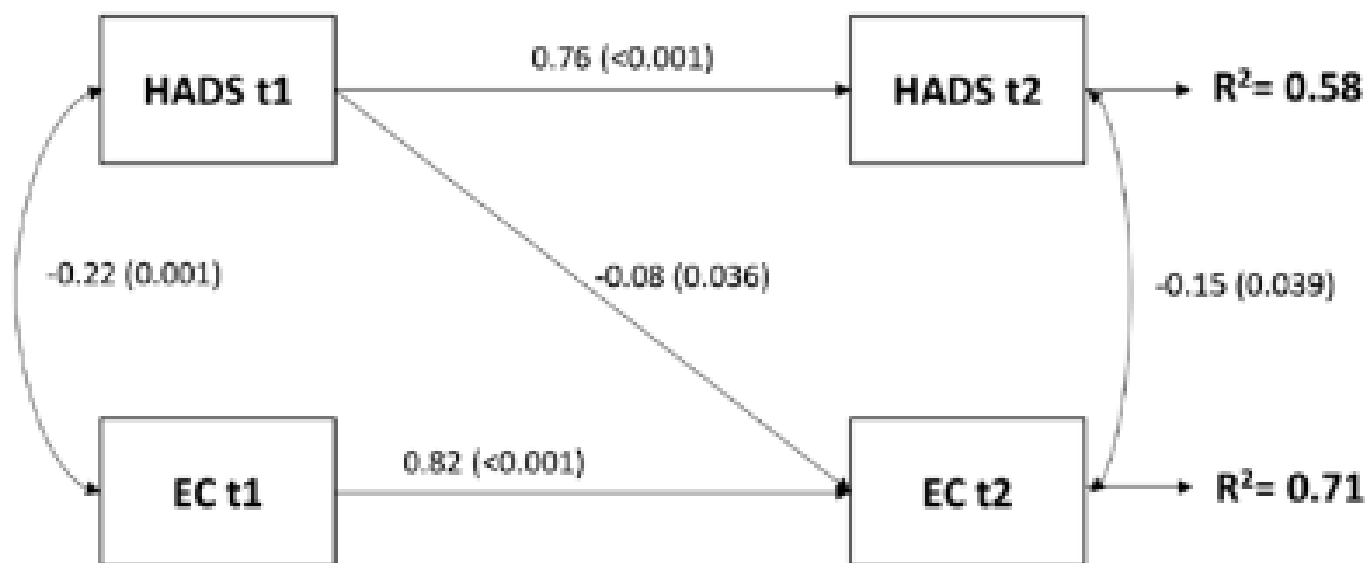 0.76 (<0.001)
HADS t1
HADS t2
R²= 0.58
-0.22 (0.001)
-0.08 (0.036)
-0.15 (0.039)
0.82 (<0.001)
EC t1
EC t2
R²= 0.71